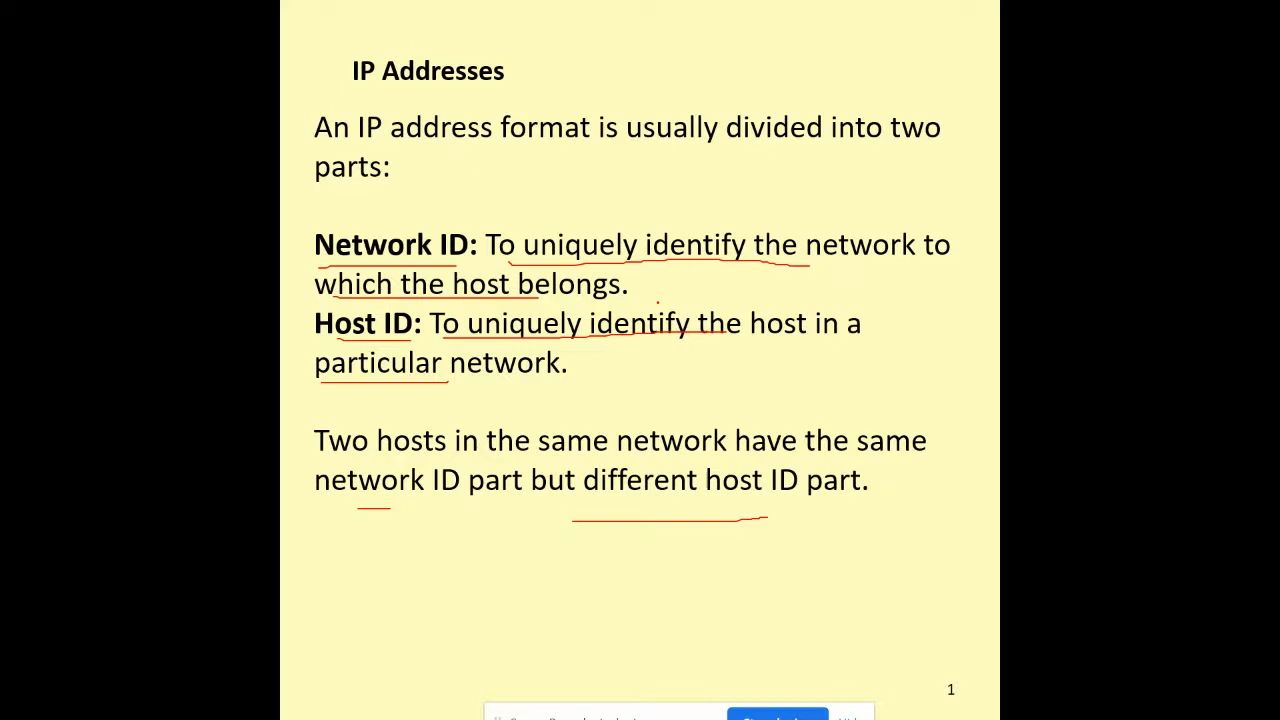 IP Addresses
An IP address format is usually divided into two
parts:
Network ID: To uniquely identify the network to
which the host belongs.
Host ID: To uniquely identify the host in a
particular network.
Two hosts in the same network have the same
network ID part but different host ID part.
1